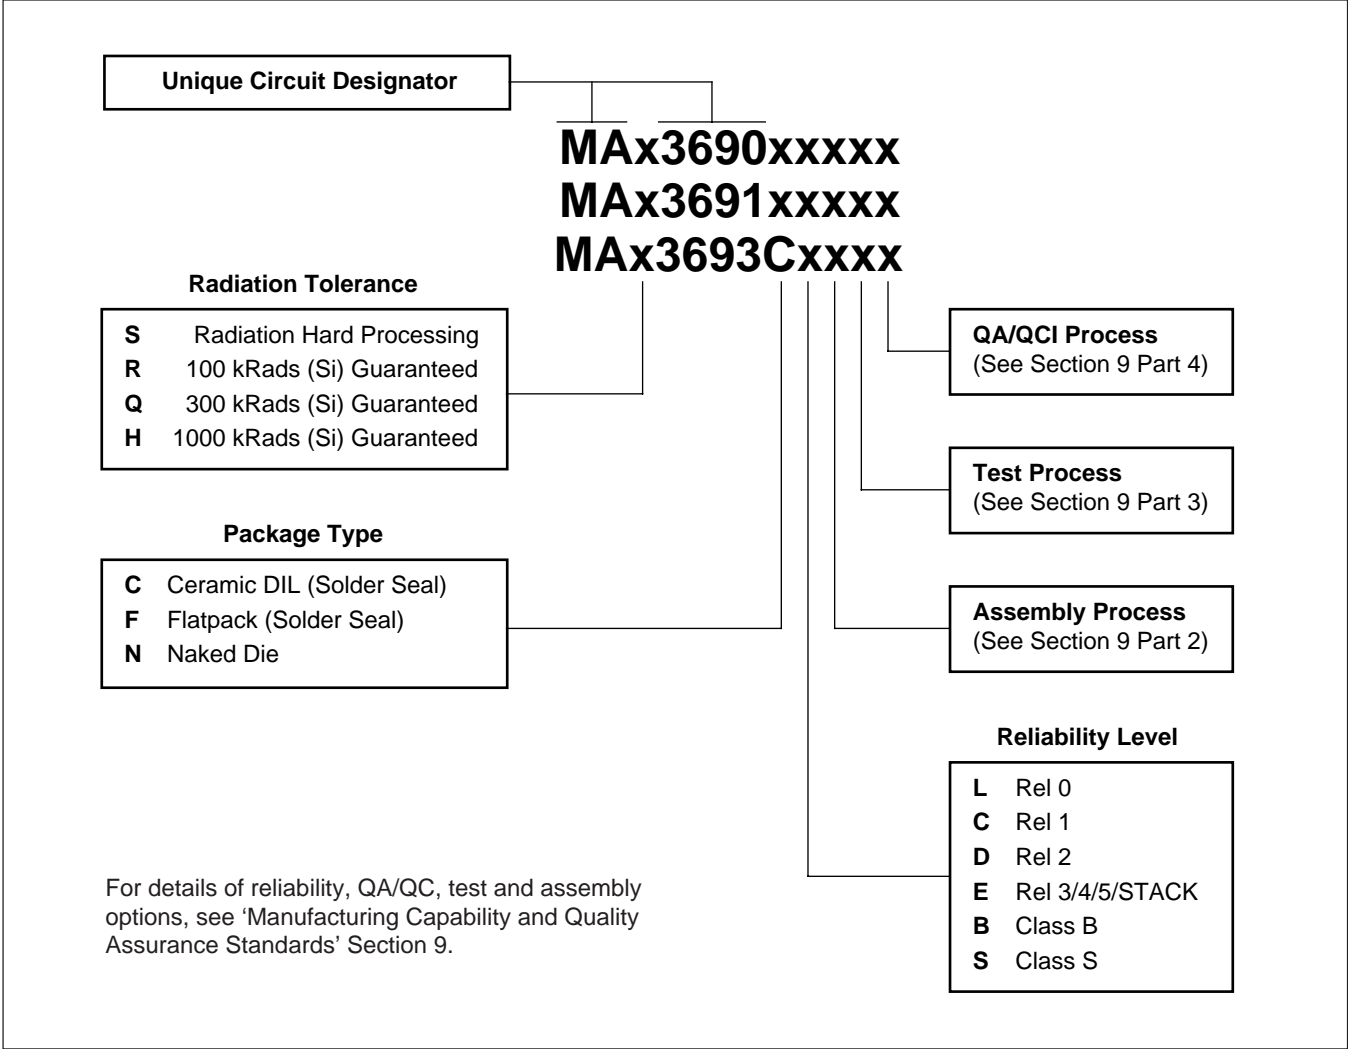 Unique Circuit Designator
MAx3690xxxxx
MAx3691xxxxx
MAx3693Cxxxx
Radiation Tolerance
S Radiation Hard Processing
R 100 kRads (Si) Guaranteed
Q 300 kRads (Si) Guaranteed
H 1000 kRads (Si) Guaranteed
Package Type
C Ceramic DIL (Solder Seal)
F Flatpack (Solder Seal)
N Naked Die
QA/QCI Process
(See Section 9 Part 4)
Test Process
(See Section 9 Part 3)
Assembly Process
(See Section 9 Part 2)
Reliability Level
L Rel 0
C Rel 1
D Rel 2
E Rel 3/4/5/STACK
B Class B
S Class S
For details of reliability, QA/QC, test and assembly
options, see ‘Manufacturing Capability and Quality
Assurance Standards’ Section 9.